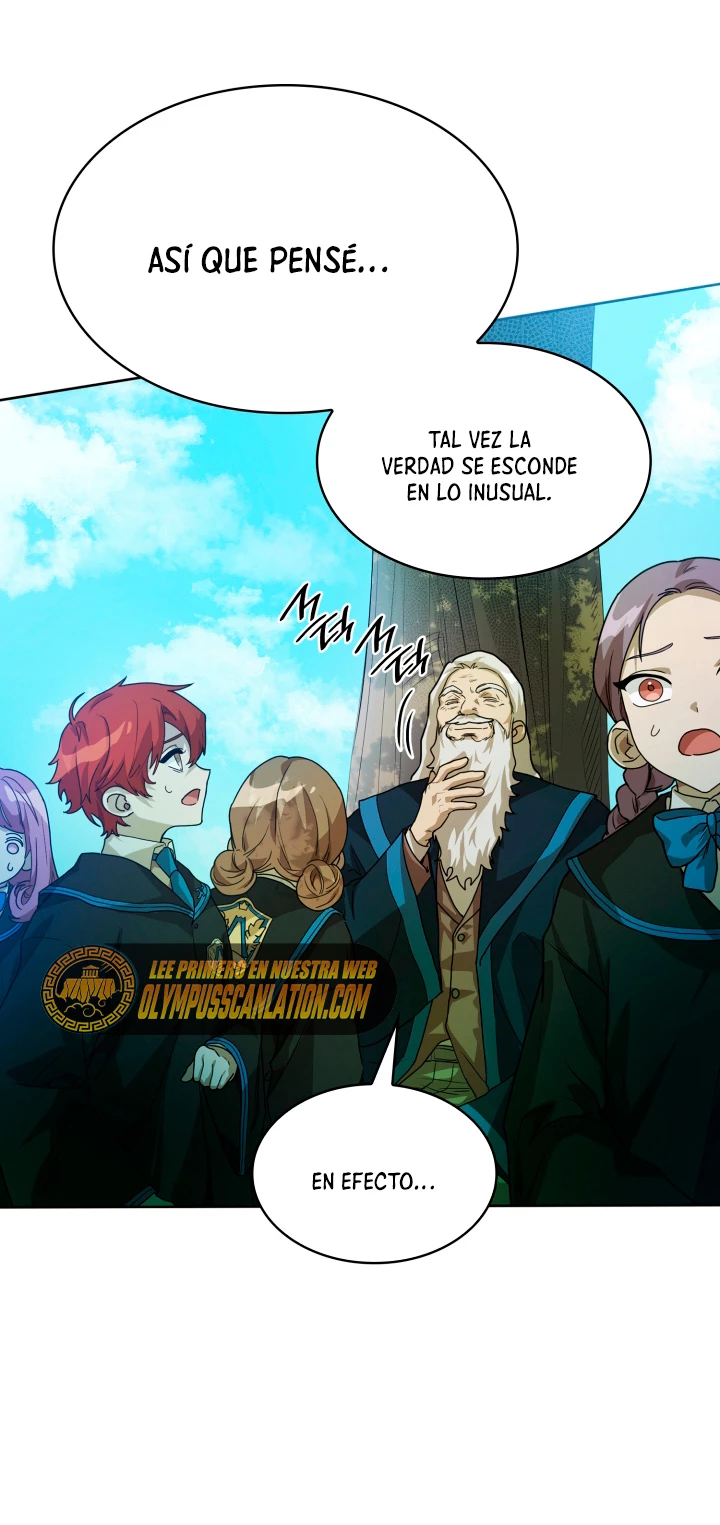 ASÍ QUE PENSÉ...
TAL VEZ LA
VERDAD SE ESCONDE
EN LO INUSUAL.
LEE PRIMERO EN NUESTRA WEB
OLYMPUSSCANLATION.COM
EN EFECTO...